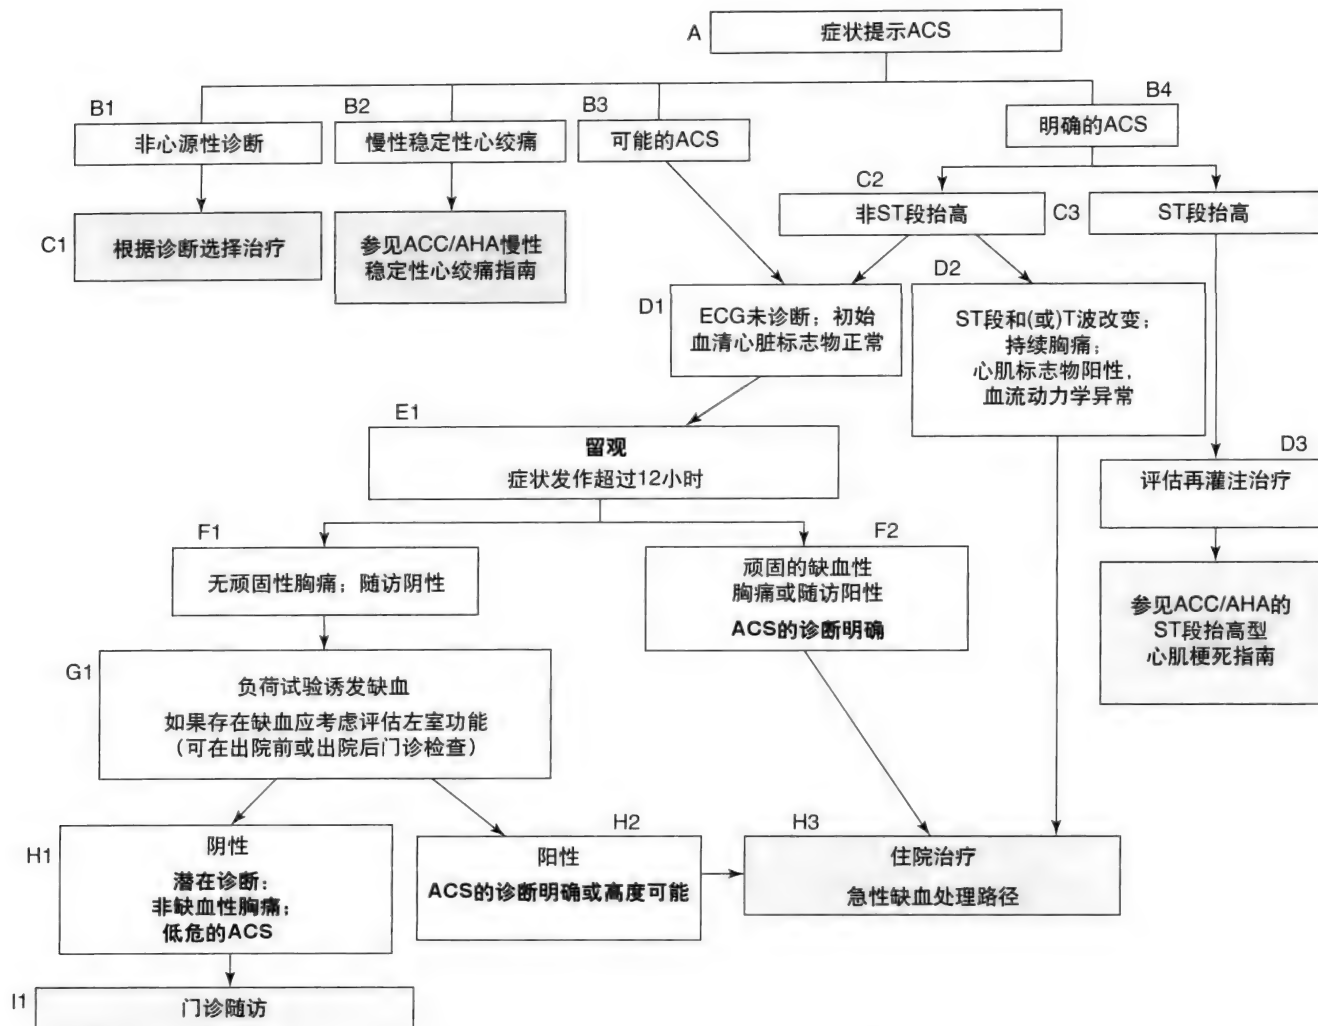 A
症状提示ACS
B1
B2
B3
B4
非心源性诊断
慢性稳定性心绞痛
可能的ACS
明确的ACS
C1
根据诊断选择治疗
参见ACC/AHA慢性
稳定性心绞痛指南
C2
非ST段抬高
C3
ST段抬高
D1
ECG未诊断；初始
血清心脏标志物正常
D2
ST段和(或)T波改变；
持续胸痛；
心肌标志物阳性，
血流动力学异常
D3
评估再灌注治疗
参见ACC/AHA的
ST段抬高型
心肌梗死指南
E1
留观
症状发作超过12小时
F1
无顽固性胸痛；随访阴性
F2
顽固的缺血性
胸痛或随访阳性
ACS的诊断明确
G1
负荷试验诱发缺血
如果存在缺血应考虑评估左室功能
（可在出院前或出院后门诊检查）
H1
阴性
潜在诊断：
非缺血性胸痛；
低危的ACS
H2
阳性
ACS的诊断明确或高度可能
H3
住院治疗
急性缺血处理路径
I1
门诊随访